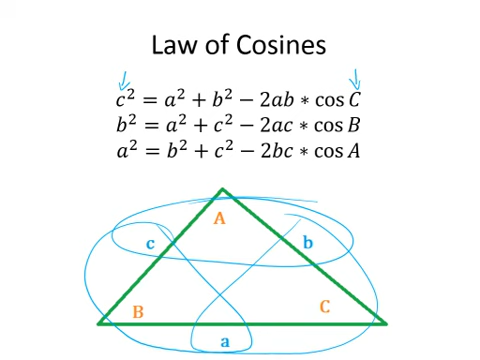 Law of Cosines
c² = a² + b² − 2ab ∗ cos C
b² = a² + c² − 2ac ∗ cos B
a² = b² + c² − 2bc ∗ cos A
A
c
b
B
C
a